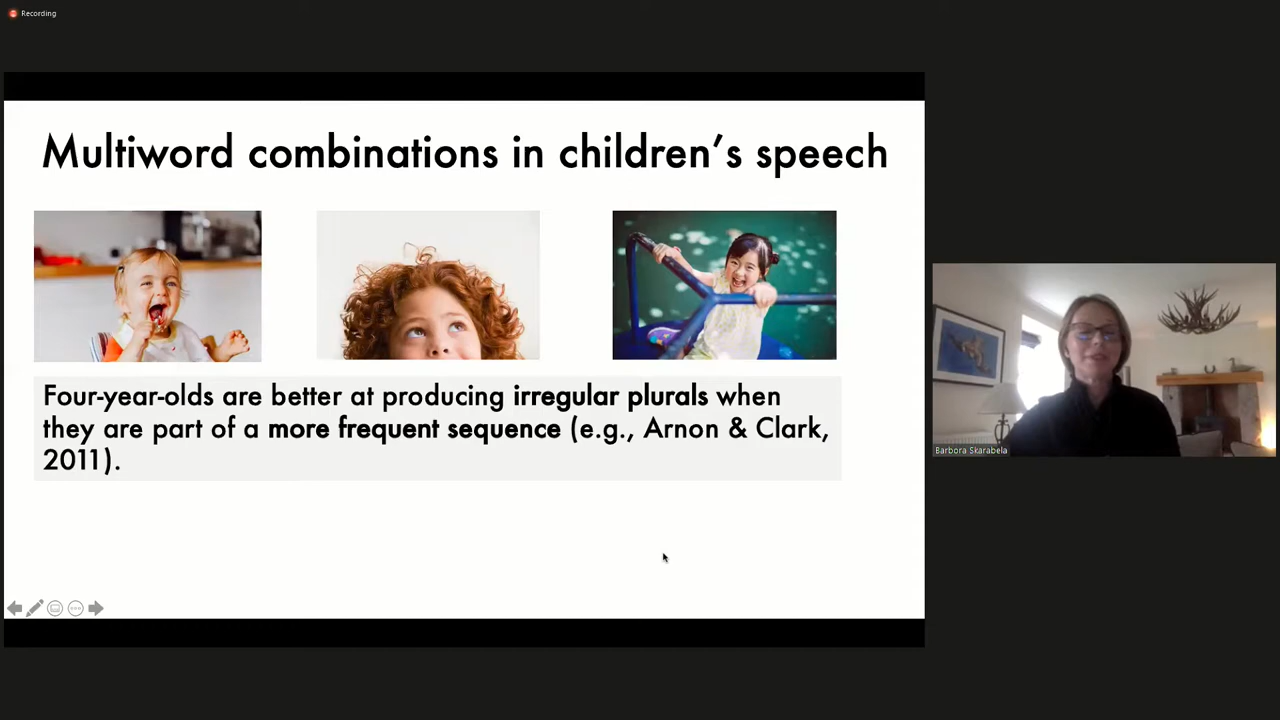 Recording
Multiword combinations in children’s speech
Four-year-olds are better at producing irregular plurals when
they are part of a more frequent sequence (e.g., Arnon & Clark,
2011).
Barbora Skarabela